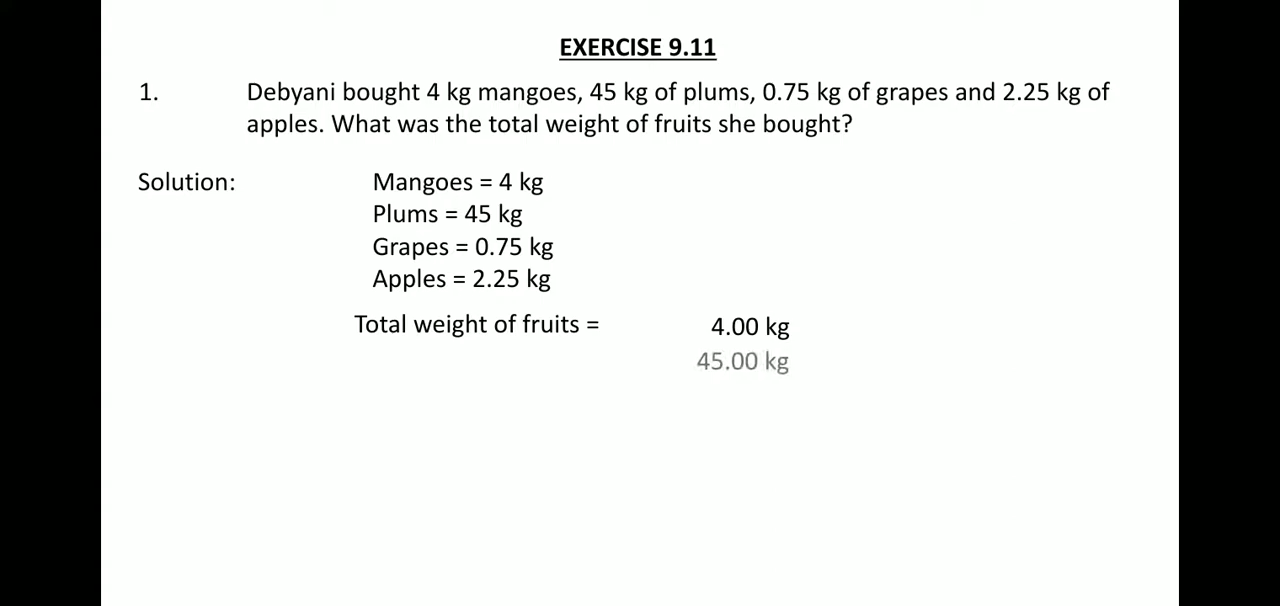 EXERCISE 9.11
1. Debyani bought 4 kg mangoes, 45 kg of plums, 0.75 kg of grapes and 2.25 kg of
apples. What was the total weight of fruits she bought?
Solution: Mangoes = 4 kg
Plums = 45 kg
Grapes = 0.75 kg
Apples = 2.25 kg
Total weight of fruits = 4.00 kg
45.00 kg